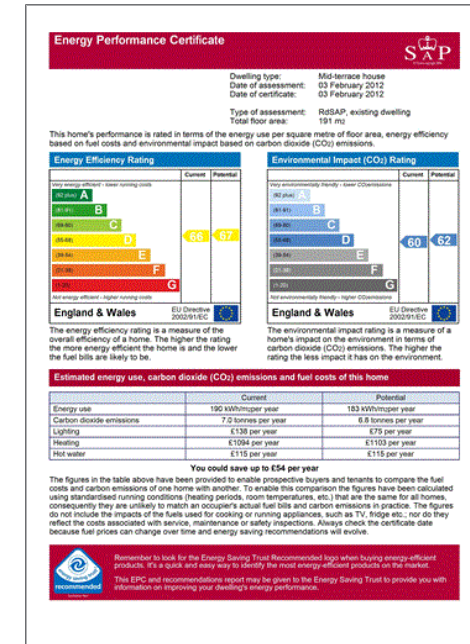 Energy Performance Certificate
SAP
Dwelling type: Mid-terrace house
Date of assessment: 03 February 2012
Date of certificate: 03 February 2012
Type of assessment: RdSAP, existing dwelling
Total floor area: 191 m2
This home's performance is rated in terms of the energy use per square metre of floor area, energy efficiency
based on fuel costs and environmental impact based on carbon dioxide (CO2) emissions.
Energy Efficiency Rating
Current Potential
Very energy efficient - lower running costs
(92 plus) A
(81-91) B
(69-80) C
(55-68) D
(39-54) E
(21-38) F
(1-20) G
66 67
Not energy efficient - higher running costs
England & Wales
EU Directive
2002/91/EC
Environmental Impact (CO2) Rating
Current Potential
Very environmentally friendly - lower CO2 emissions
(92 plus) A
(81-91) B
(69-80) C
(55-68) D
(39-54) E
(21-38) F
(1-20) G
60 62
Not environmentally friendly - higher CO2 emissions
England & Wales
EU Directive
2002/91/EC
The energy efficiency rating is a measure of the
overall efficiency of a home. The higher the rating
the more energy efficient the home is and the lower
the fuel bills are likely to be.
The environmental impact rating is a measure of a
home's impact on the environment in terms of
carbon dioxide (CO2) emissions. The higher the
rating the less impact it has on the environment.
Estimated energy use, carbon dioxide (CO2) emissions and fuel costs of this home
Current Potential
Energy use 190 kWh/m2 per year 183 kWh/m2 per year
Carbon dioxide emissions 7.0 tonnes per year 6.8 tonnes per year
Lighting £138 per year £75 per year
Heating £1094 per year £1103 per year
Hot water £115 per year £115 per year
You could save up to £54 per year
The figures in the table above have been provided to enable prospective buyers and tenants to compare the fuel
costs and carbon emissions of one home with another. To enable this comparison the figures have been calculated
using standardised running conditions (heating periods, room temperatures, etc.) that are the same for all homes,
consequently they are unlikely to match an occupier's actual fuel bills and carbon emissions in practice. The figures
do not include the impacts of the fuels used for cooking or running appliances, such as TV, fridge etc.; nor do they
reflect the costs associated with service, maintenance or safety inspections. Always check the certificate date
because fuel prices can change over time and energy saving recommendations will evolve.
energy saving
recommended
Remember to look for the Energy Saving Trust Recommended logo when buying energy-efficient
products. It's a quick and easy way to identify the most energy-efficient products on the market.
This EPC and recommendations report may be given to the Energy Saving Trust to provide you with
information on improving your dwelling's energy performance.